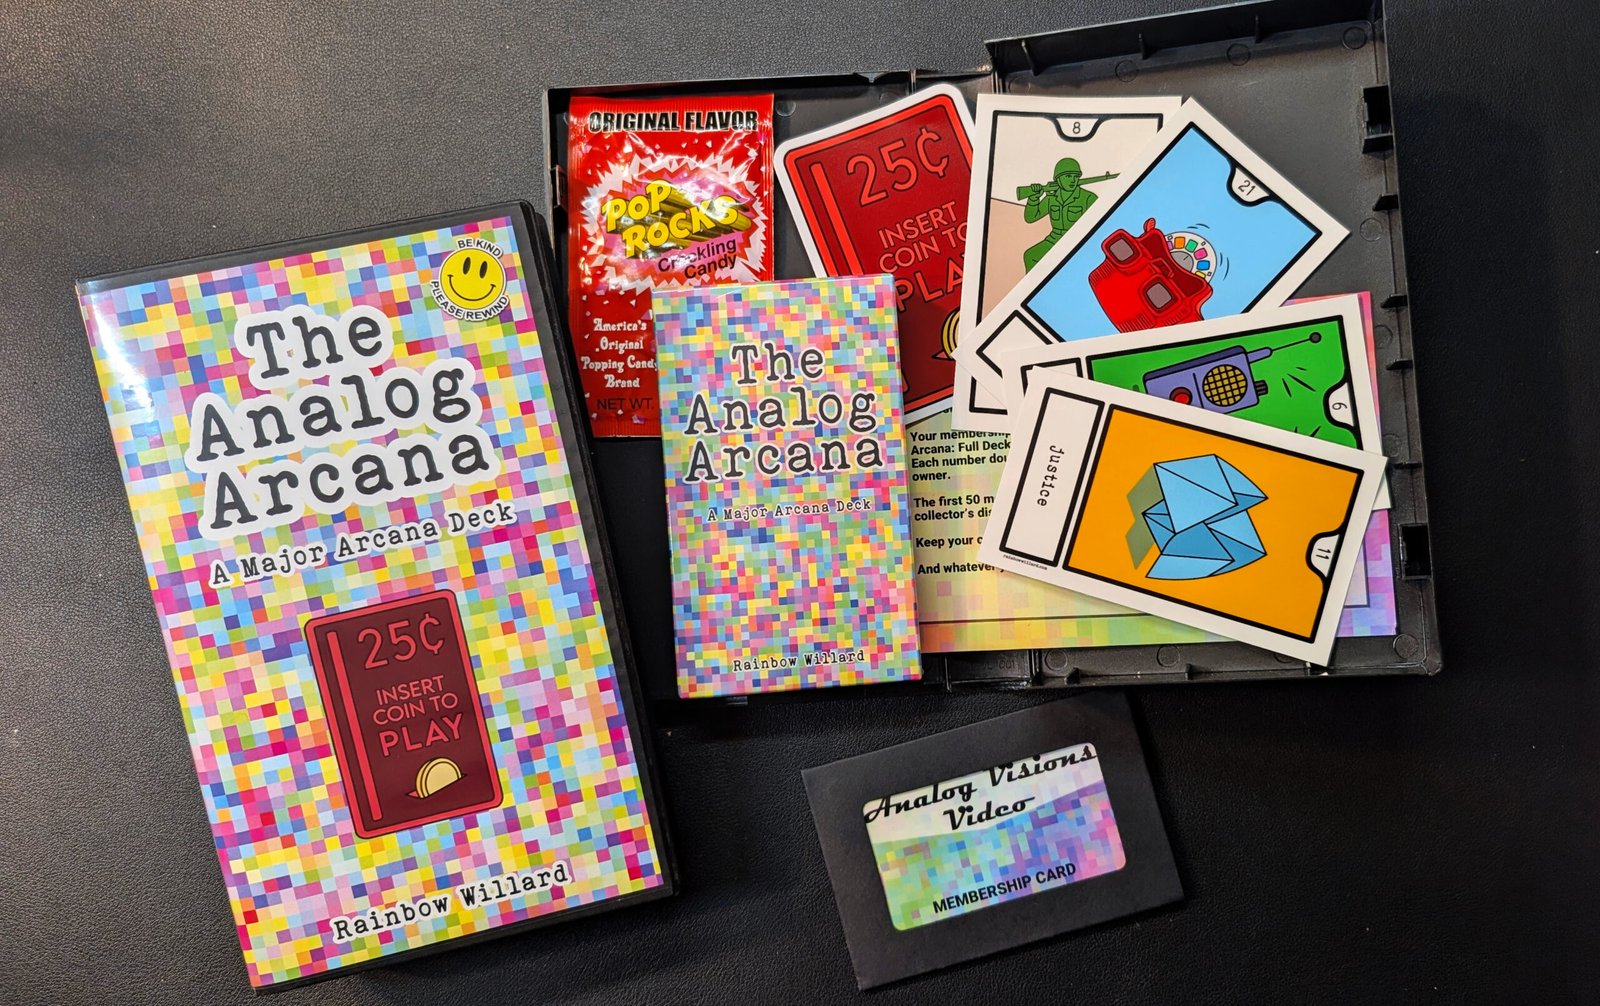 BE KIND
PLEASE REWIND
The
Analog
Arcana
A Major Arcana Deck
25¢
INSERT
COIN TO
PLAY
Rainbow Willard
ORIGINAL FLAVOR
POP
ROCKS
Crackling
Candy
America's
Original
Popping Candy
Brand
NET WT.
The
Analog
Arcana
A Major Arcana Deck
Rainbow Willard
25¢
INSERT
COIN TO
8
21
6
Justice
11
rainbowwillard.com
Your
Arcana: Full Deck
Each number
owner.
The first 50
collector's
Keep your
And whatever
Analog Visions
Video
MEMBERSHIP CARD